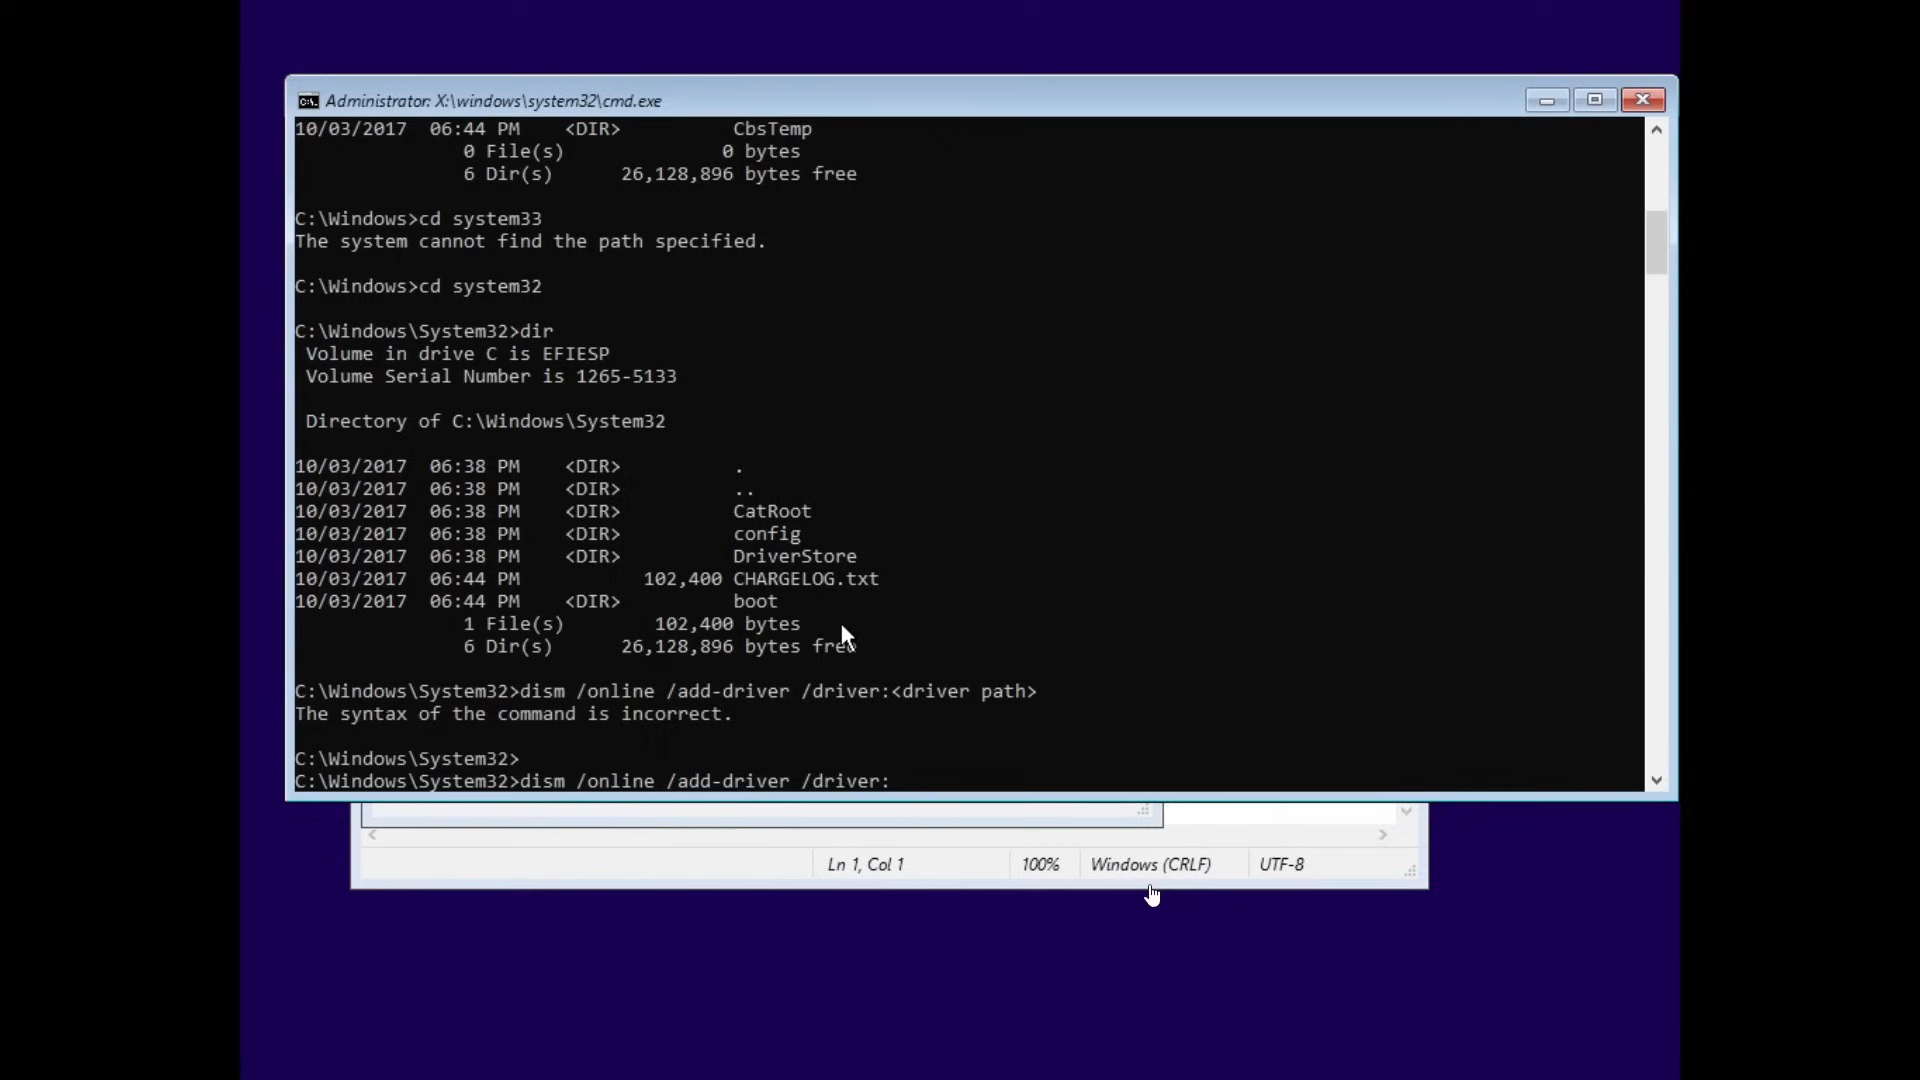 Administrator: X:\windows\system32\cmd.exe
10/03/2017  06:44 PM    <DIR>          CbsTemp
               0 File(s)              0 bytes
               6 Dir(s)      26,128,896 bytes free
C:\Windows>cd system33
The system cannot find the path specified.
C:\Windows>cd system32
C:\Windows\System32>dir
 Volume in drive C is EFIESP
 Volume Serial Number is 1265-5133
 Directory of C:\Windows\System32
10/03/2017  06:38 PM    <DIR>          .
10/03/2017  06:38 PM    <DIR>          ..
10/03/2017  06:38 PM    <DIR>          CatRoot
10/03/2017  06:38 PM    <DIR>          config
10/03/2017  06:38 PM    <DIR>          DriverStore
10/03/2017  06:44 PM           102,400 CHARGELOG.txt
10/03/2017  06:44 PM    <DIR>          boot
               1 File(s)        102,400 bytes
               6 Dir(s)      26,128,896 bytes free
C:\Windows\System32>dism /online /add-driver /driver:<driver path>
The syntax of the command is incorrect.
C:\Windows\System32>
C:\Windows\System32>dism /online /add-driver /driver:
Ln 1, Col 1
100%
Windows (CRLF)
UTF-8